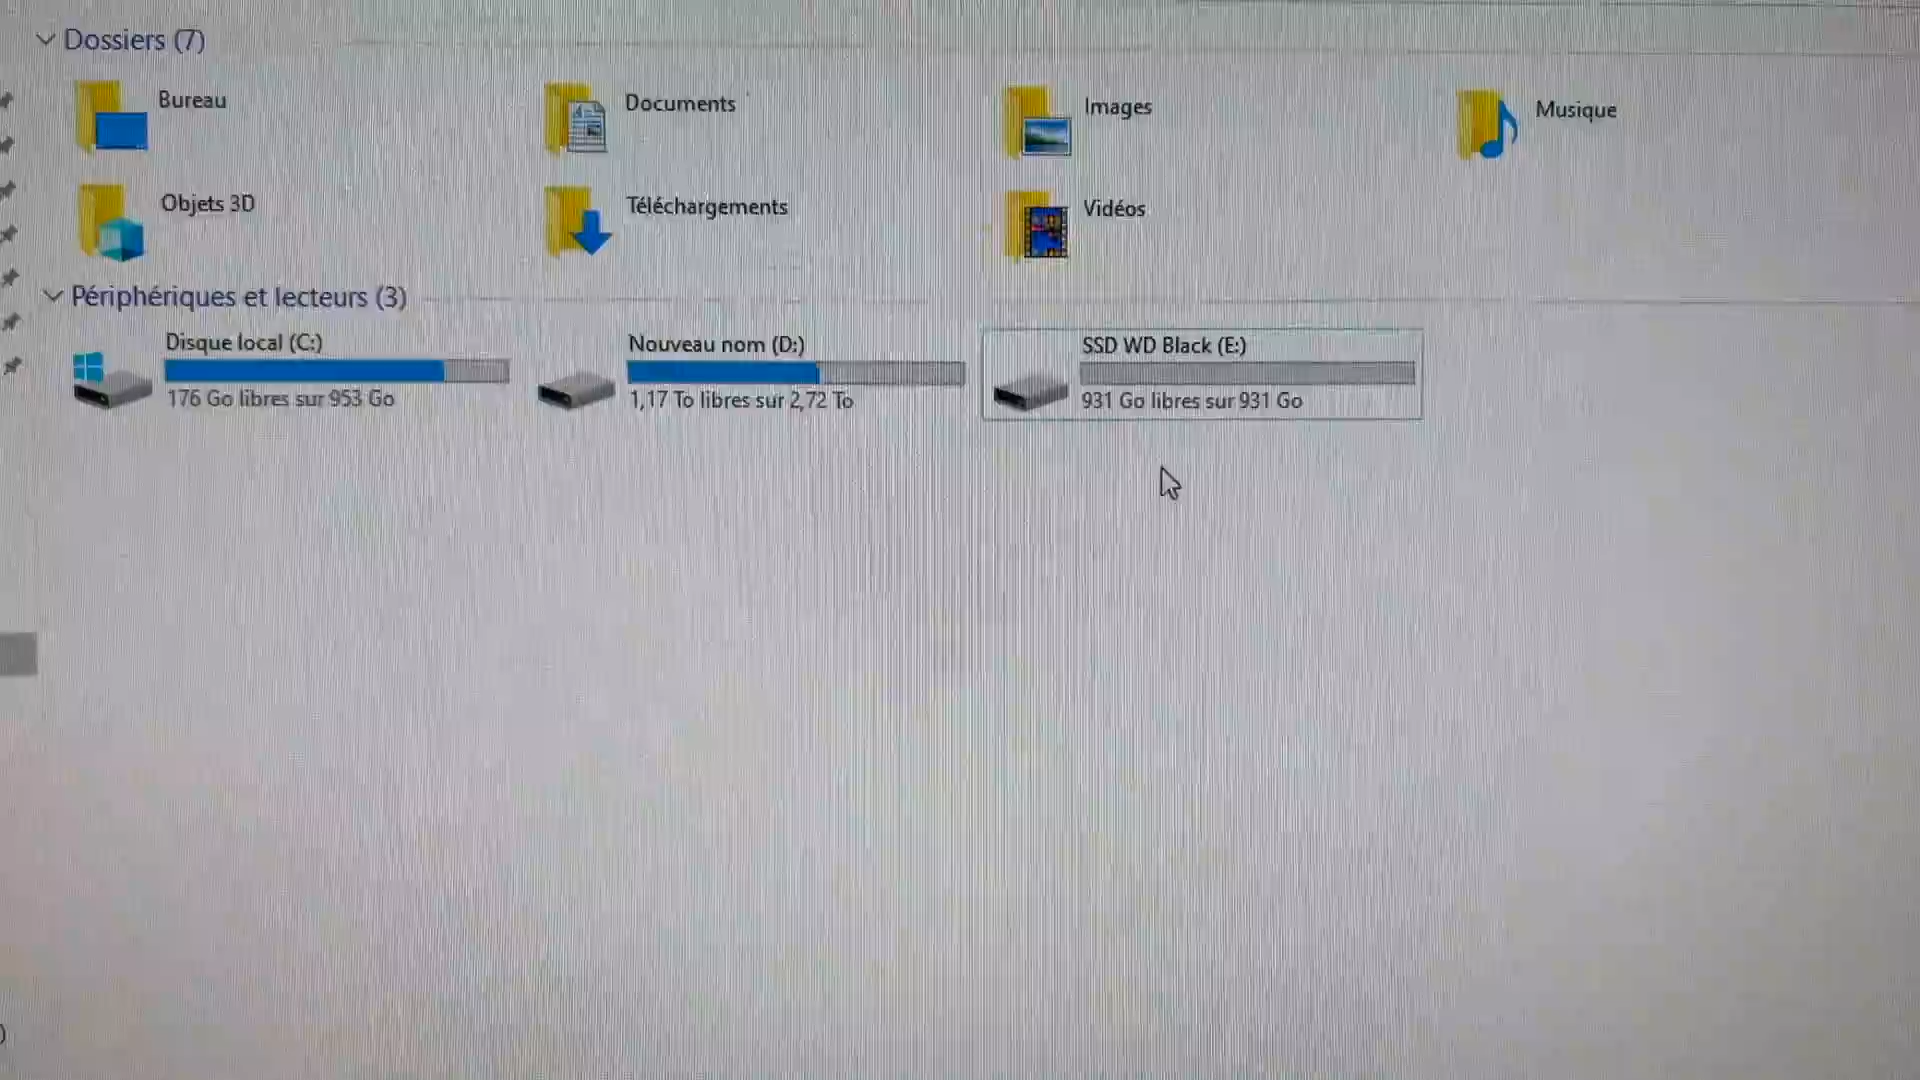 Dossiers (7)
Bureau
Documents
Images
Musique
Objets 3D
Téléchargements
Vidéos
Périphériques et lecteurs (3)
Disque local (C:)
176 Go libres sur 953 Go
Nouveau nom (D:)
1,17 To libres sur 2,72 To
SSD WD Black (E:)
931 Go libres sur 931 Go
)